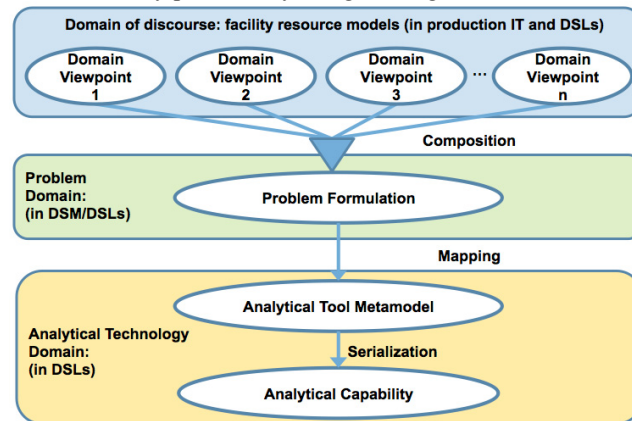 Domain of discourse: facility resource models (in production IT and DSLs)
Domain
Viewpoint
1
Domain
Viewpoint
2
Domain
Viewpoint
3
...
Domain
Viewpoint
n
Composition
Problem
Domain:
(in DSM/DSLs)
Problem Formulation
Mapping
Analytical Tool Metamodel
Analytical Technology
Domain:
(in DSLs)
Serialization
Analytical Capability